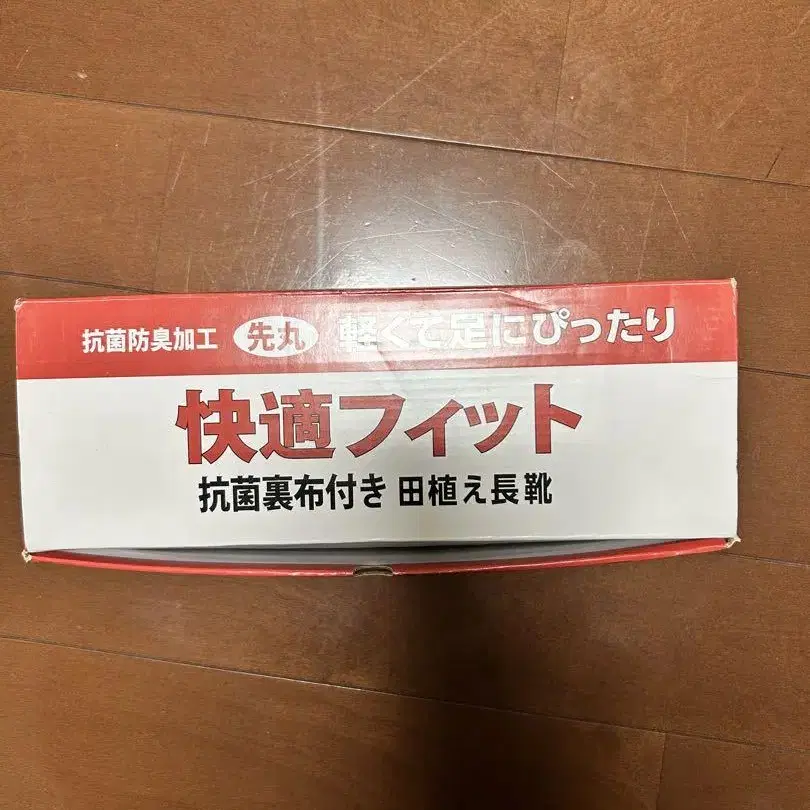 抗菌防臭加工 先丸 軽くて足にぴったり
快適フィット
抗菌裏布付き 田植え長靴